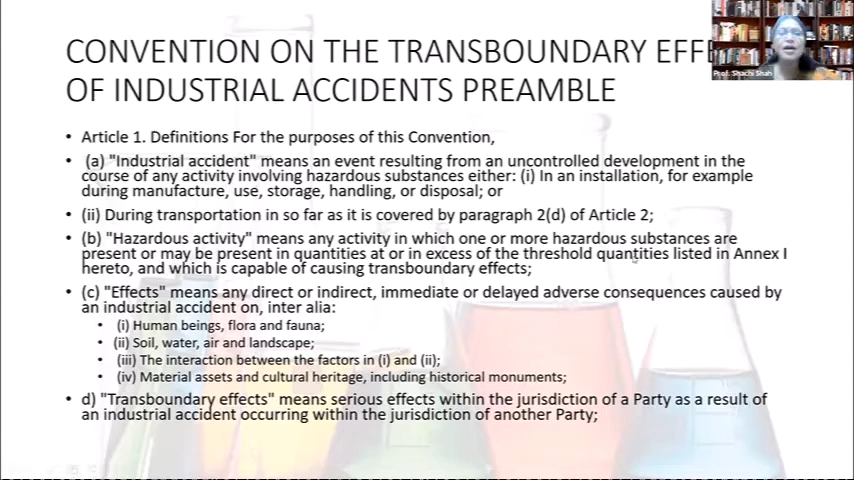 CONVENTION ON THE TRANSBOUNDARY EFFE
OF INDUSTRIAL ACCIDENTS PREAMBLE
Prof. Shachi Shah
• Article 1. Definitions For the purposes of this Convention,
• (a) "Industrial accident" means an event resulting from an uncontrolled development in the
course of any activity involving hazardous substances either: (i) In an installation, for example
during manufacture, use, storage, handling, or disposal; or
• (ii) During transportation in so far as it is covered by paragraph 2(d) of Article 2;
• (b) "Hazardous activity" means any activity in which one or more hazardous substances are
present or may be present in quantities at or in excess of the threshold quantities listed in Annex I
hereto, and which is capable of causing transboundary effects;
• (c) "Effects" means any direct or indirect, immediate or delayed adverse consequences caused by
an industrial accident on, inter alia:
• (i) Human beings, flora and fauna;
• (ii) Soil, water, air and landscape;
• (iii) The interaction between the factors in (i) and (ii);
• (iv) Material assets and cultural heritage, including historical monuments;
• d) "Transboundary effects" means serious effects within the jurisdiction of a Party as a result of
an industrial accident occurring within the jurisdiction of another Party;